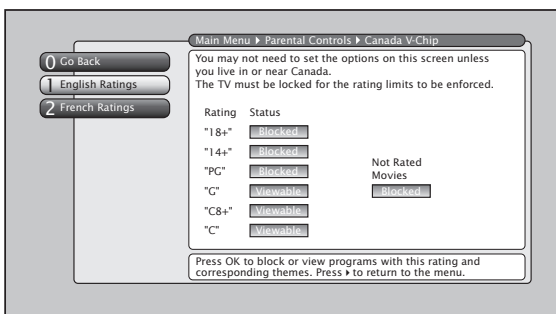 Main Menu ▸ Parental Controls ▸ Canada V-Chip
0 Go Back
1 English Ratings
2 French Ratings
You may not need to set the options on this screen unless
you live in or near Canada.
The TV must be locked for the rating limits to be enforced.
Rating Status
"18+" Blocked
"14+" Blocked
"PG" Blocked
"G" Viewable
"C8+" Viewable
"C" Viewable
Not Rated
Movies
Blocked
Press OK to block or view programs with this rating and
corresponding themes. Press ▸ to return to the menu.